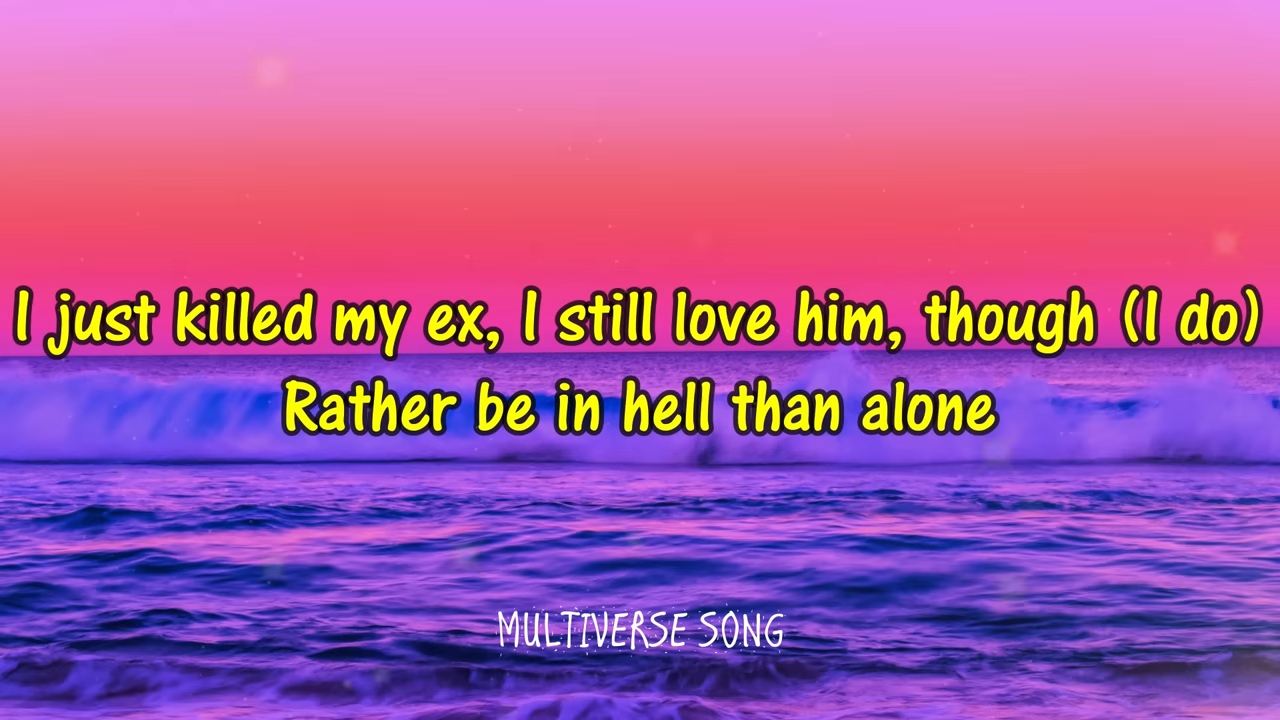 I just killed my ex, I still love him, though (I do)
Rather be in hell than alone
MULTIVERSE SONG